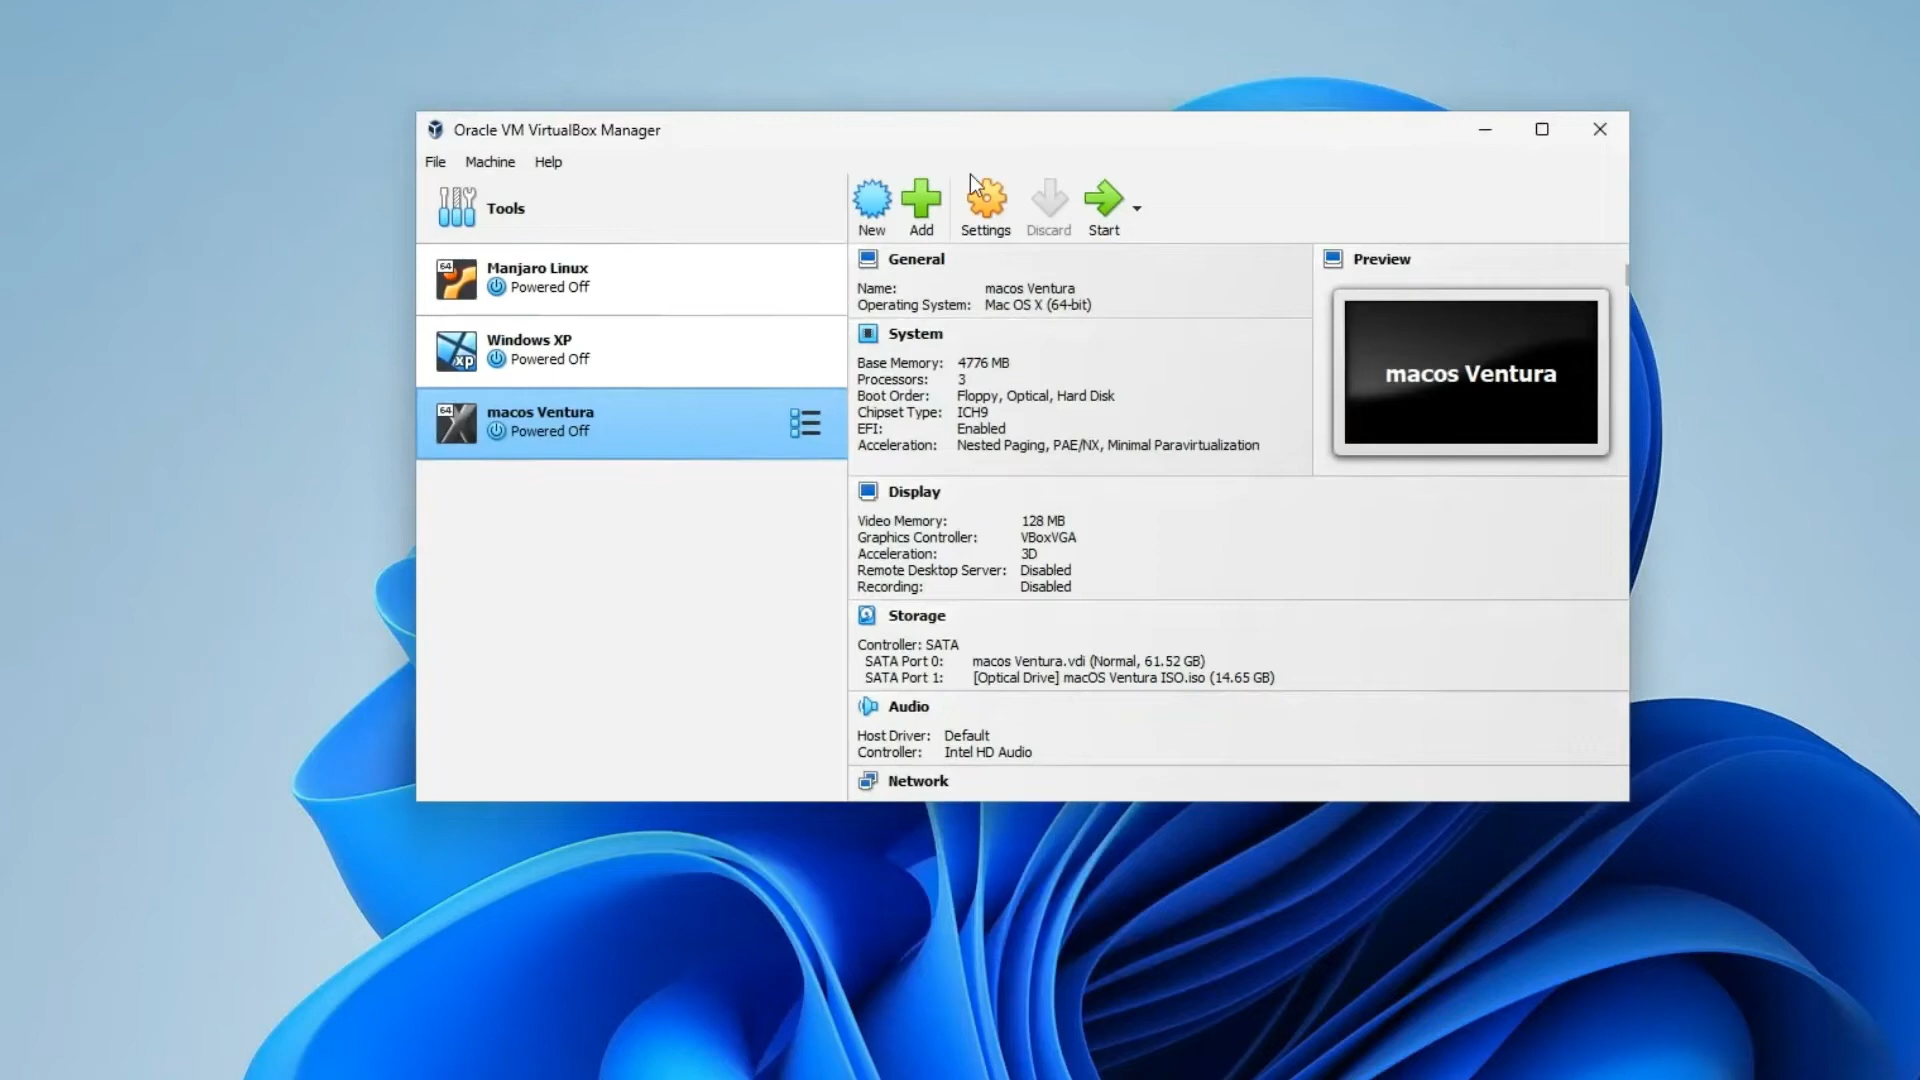 Oracle VM VirtualBox Manager
File Machine Help
Tools
New Add Settings Discard Start
64 Manjaro Linux
Powered Off
xp Windows XP
Powered Off
64 macos Ventura
Powered Off
General
Name: macos Ventura
Operating System: Mac OS X (64-bit)
System
Base Memory: 4776 MB
Processors: 3
Boot Order: Floppy, Optical, Hard Disk
Chipset Type: ICH9
EFI: Enabled
Acceleration: Nested Paging, PAE/NX, Minimal Paravirtualization
Preview
macos Ventura
Display
Video Memory: 128 MB
Graphics Controller: VBoxVGA
Acceleration: 3D
Remote Desktop Server: Disabled
Recording: Disabled
Storage
Controller: SATA
SATA Port 0: macos Ventura.vdi (Normal, 61.52 GB)
SATA Port 1: [Optical Drive] macOS Ventura ISO.iso (14.65 GB)
Audio
Host Driver: Default
Controller: Intel HD Audio
Network